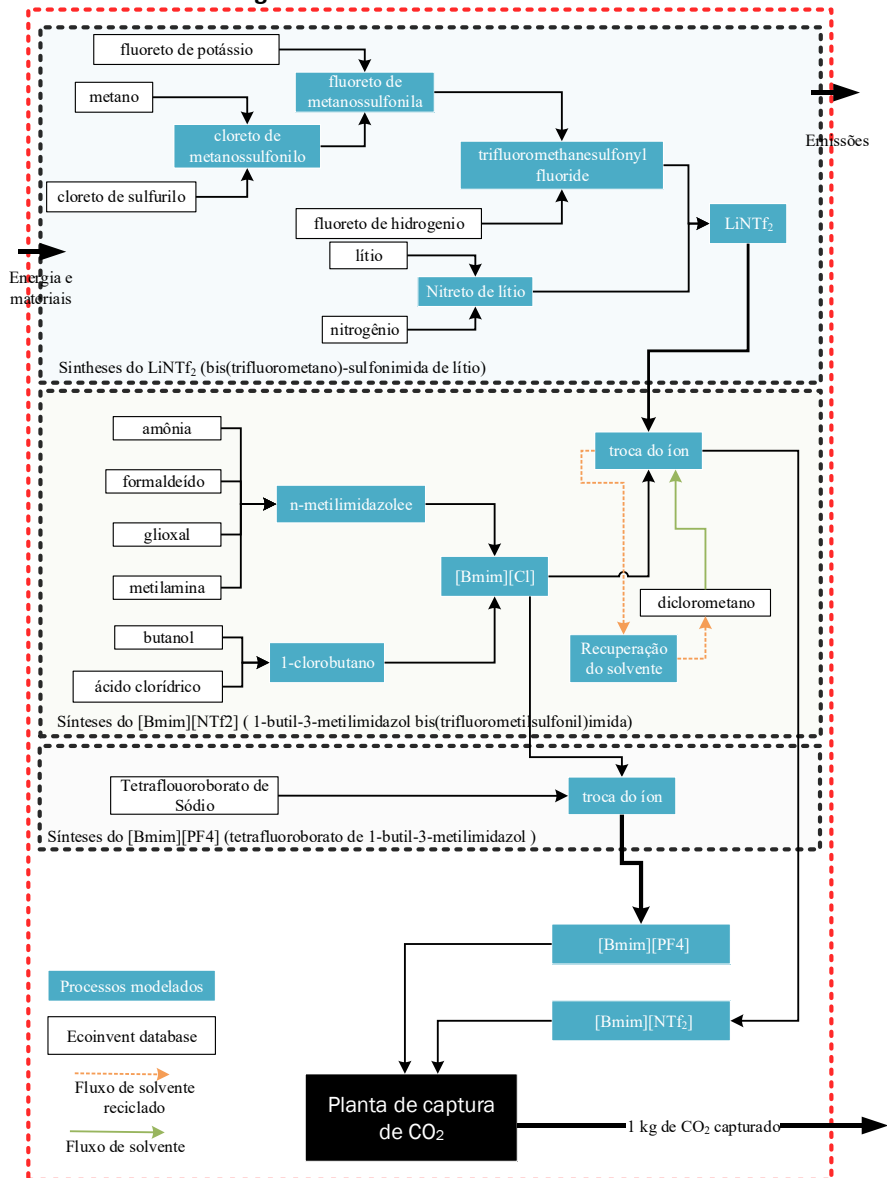 fluoreto de potássio
fluoreto de
metanossulfonila
metano
cloreto de
metanossulfonilo
cloreto de sulfurilo
Emissões
trifluoromethanesulfonyl
fluoride
fluoreto de hidrogenio
LiNTf₂
lítio
Energia e
materiais
Nitreto de lítio
nitrogênio
Sintheses do LiNTf₂ (bis(trifluorometano)-sulfonimida de lítio)
amônia
troca do íon
formaldeído
n-metilimidazolee
glioxal
[Bmim][Cl]
metilamina
diclorometano
butanol
1-clorobutano
Recuperação
do solvente
ácido clorídrico
Sínteses do [Bmim][NTf2] ( 1-butil-3-metilimidazol bis(trifluorometilsulfonil)imida)
Tetraflouoroborato de
Sódio
troca do íon
Sínteses do [Bmim][PF4] (tetrafluoroborato de 1-butil-3-metilimidazol )
[Bmim][PF4]
Processos modelados
[Bmim][NTf₂]
Ecoinvent database
Fluxo de solvente
reciclado
Fluxo de solvente
Planta de captura
de CO₂
1 kg de CO₂ capturado